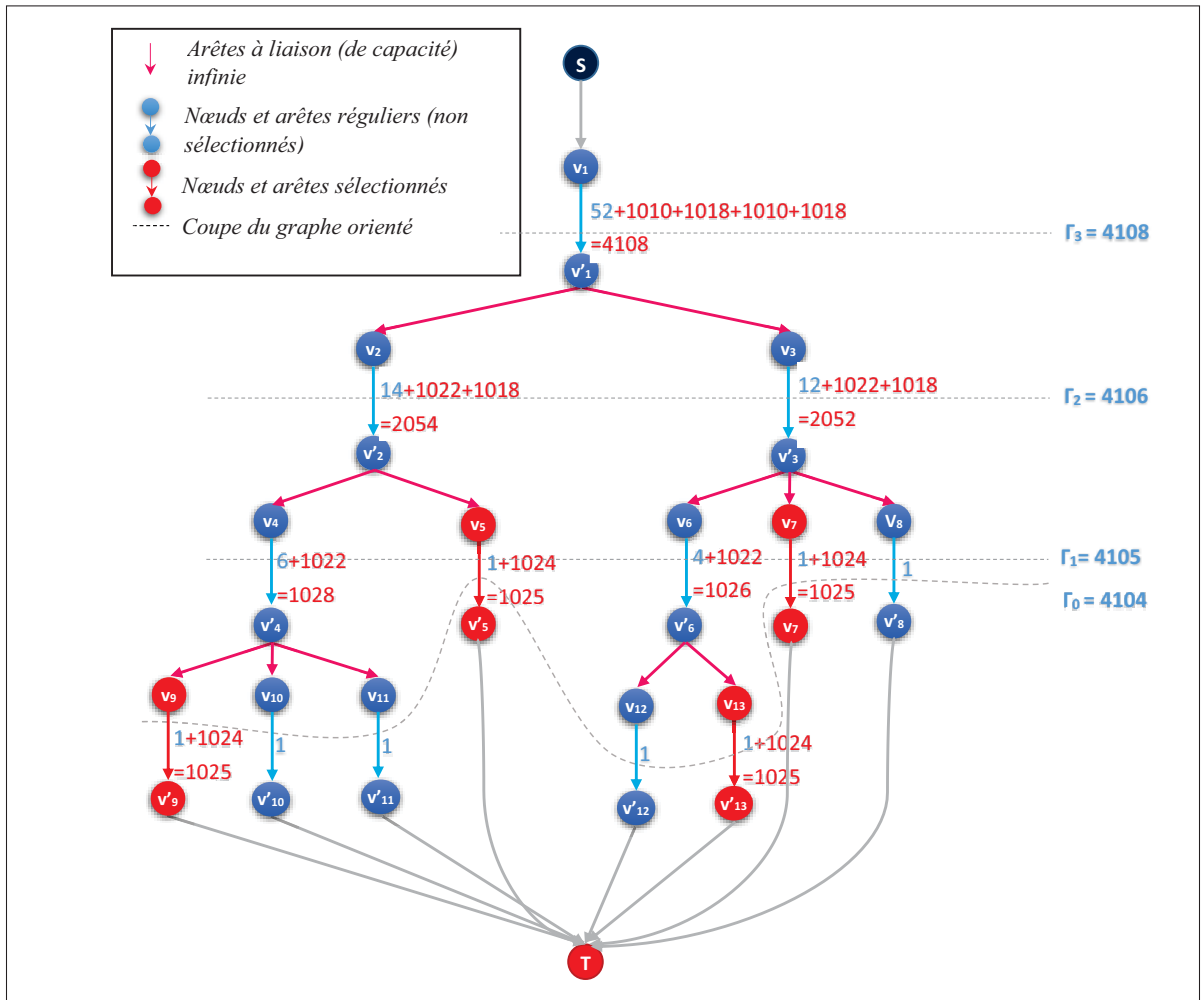 Arêtes à liaison (de capacité)
infinie
Nœuds et arêtes réguliers (non
sélectionnés)
Nœuds et arêtes sélectionnés
Coupe du graphe orienté
S
v1
52+1010+1018+1010+1018
Γ3 = 4108
=4108
v'1
v2
v3
14+1022+1018
12+1022+1018
Γ2 = 4106
=2054
=2052
v'2
v'3
v4
v5
v6
v7
V8
6+1022
1+1024
4+1022
1+1024
1
Γ1 = 4105
=1028
=1025
=1026
=1025
Γ0 = 4104
v'4
v'5
v'6
v7
v'8
v9
v10
v11
v12
v13
1+1024
1
1
1
1+1024
=1025
=1025
v'9
v'10
v'11
v'12
v'13
T